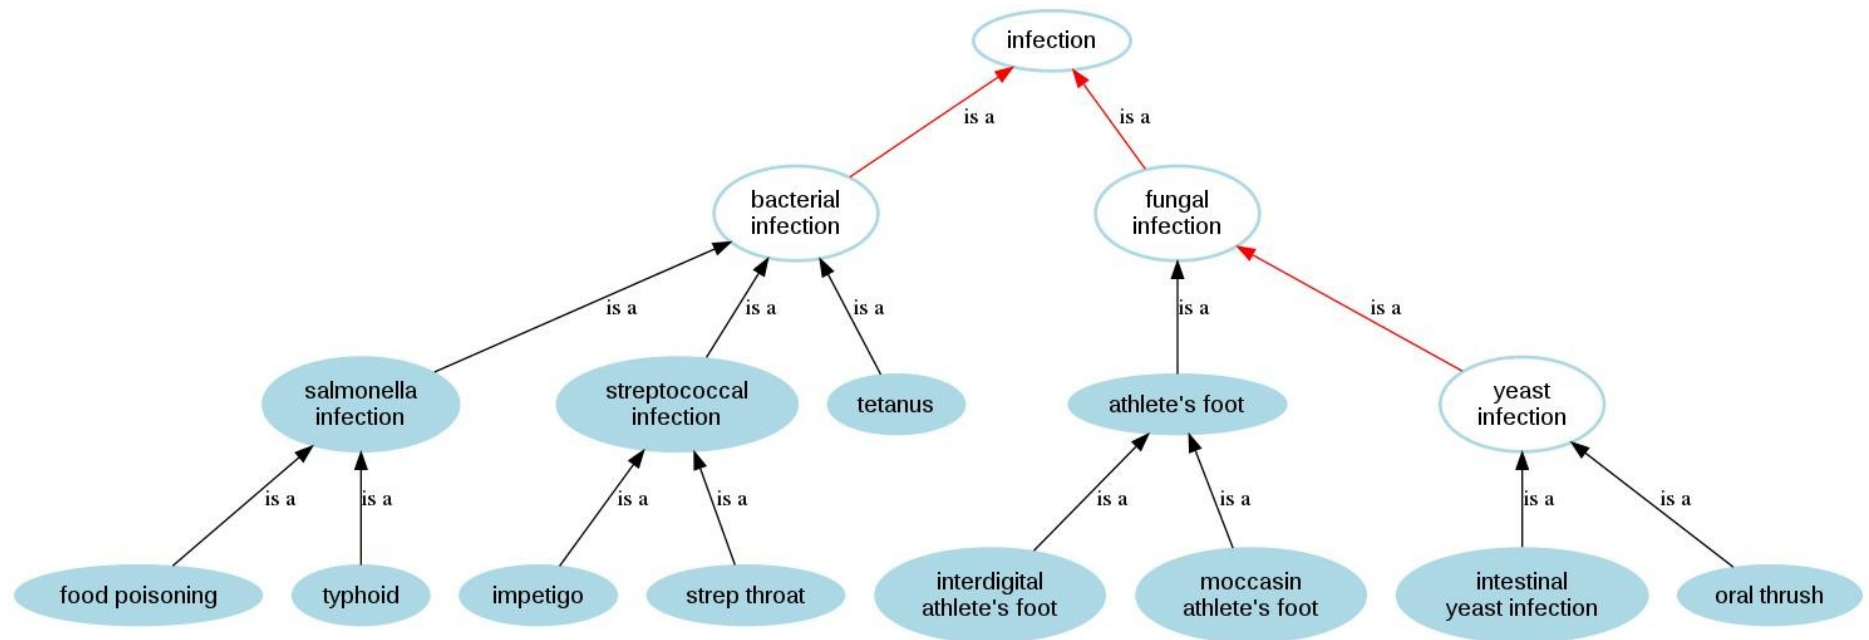 infection
is a
is a
bacterial
infection
fungal
infection
is a
is a
is a
is a
is a
salmonella
infection
streptococcal
infection
tetanus
athlete's foot
yeast
infection
is a
is a
is a
is a
is a
is a
is a
is a
food poisoning
typhoid
impetigo
strep throat
interdigital
athlete's foot
moccasin
athlete's foot
intestinal
yeast infection
oral thrush